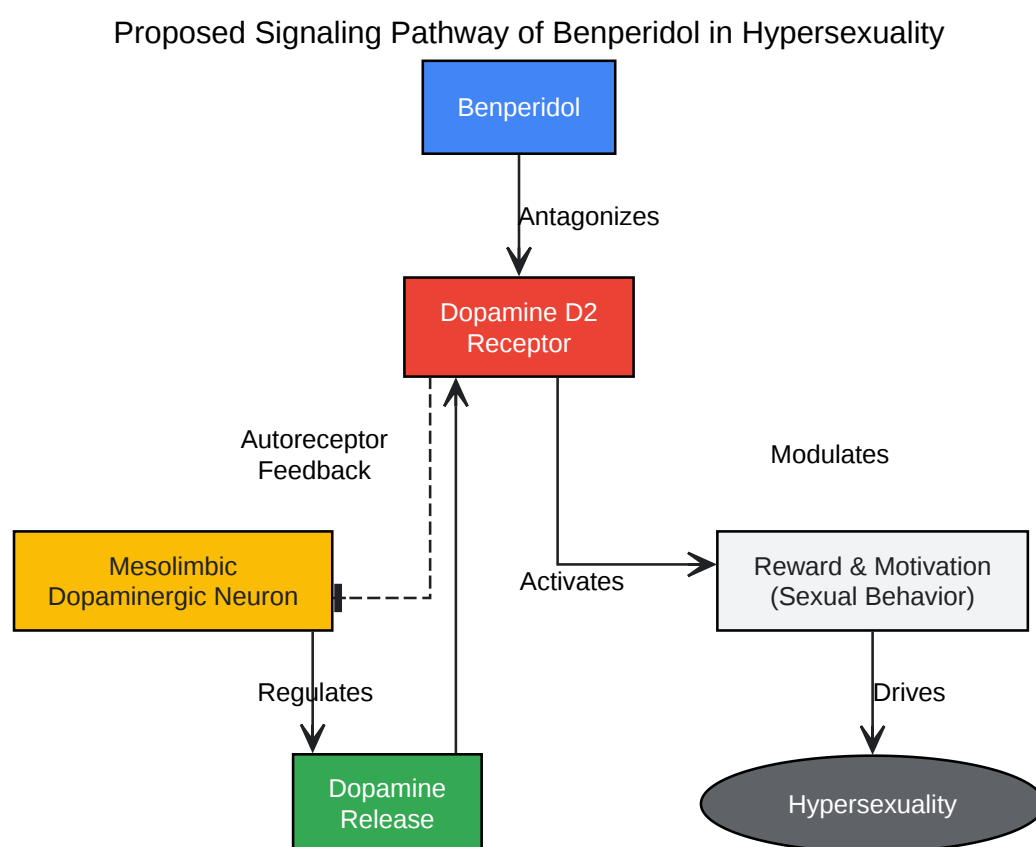 Proposed Signaling Pathway of Benperidol in Hypersexuality
Benperidol
Antagonizes
Dopamine D2
Receptor
Autoreceptor
Feedback
Modulates
Mesolimbic
Dopaminergic Neuron
Activates
Reward & Motivation
(Sexual Behavior)
Regulates
Drives
Dopamine
Release
Hypersexuality